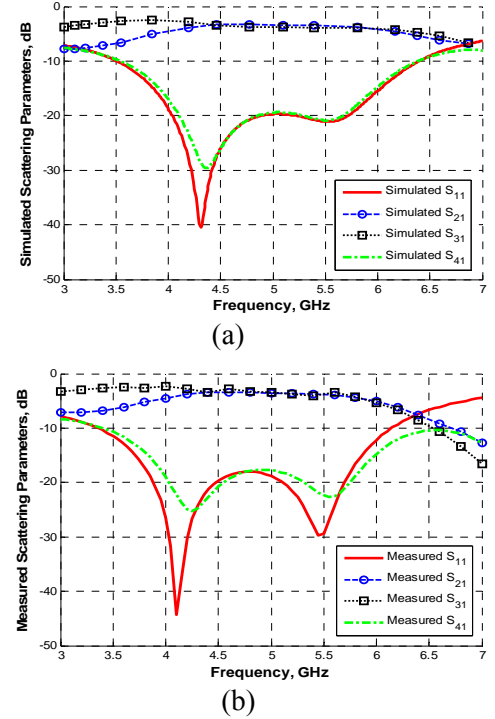 (a)
0
-10
-20
-30
-40
-50
Simulated Scattering Parameters, dB
3 3.5 4 4.5 5 5.5 6 6.5 7
Frequency, GHz
Simulated S11
Simulated S21
Simulated S31
Simulated S41
(a)
0
-10
-20
-30
-40
-50
Measured Scattering Parameters, dB
3 3.5 4 4.5 5 5.5 6 6.5 7
Frequency, GHz
Measured S11
Measured S21
Measured S31
Measured S41
(b)